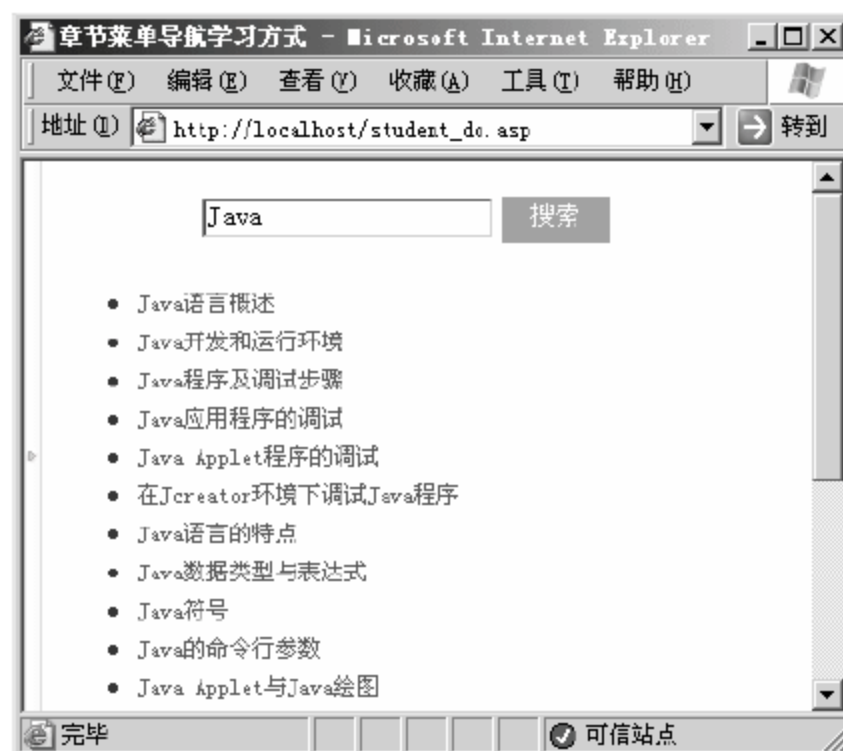 章节菜单导航学习方式 - Microsoft Internet Explorer
文件(F) 编辑(E) 查看(V) 收藏(A) 工具(T) 帮助(H)
地址(D) http://localhost/student_do.asp 转到
Java 搜索
Java语言概述
Java开发和运行环境
Java程序及调试步骤
Java应用程序的调试
Java Applet程序的调试
在Jcreator环境下调试Java程序
Java语言的特点
Java数据类型与表达式
Java符号
Java的命令行参数
Java Applet与Java绘图
完毕 可信站点